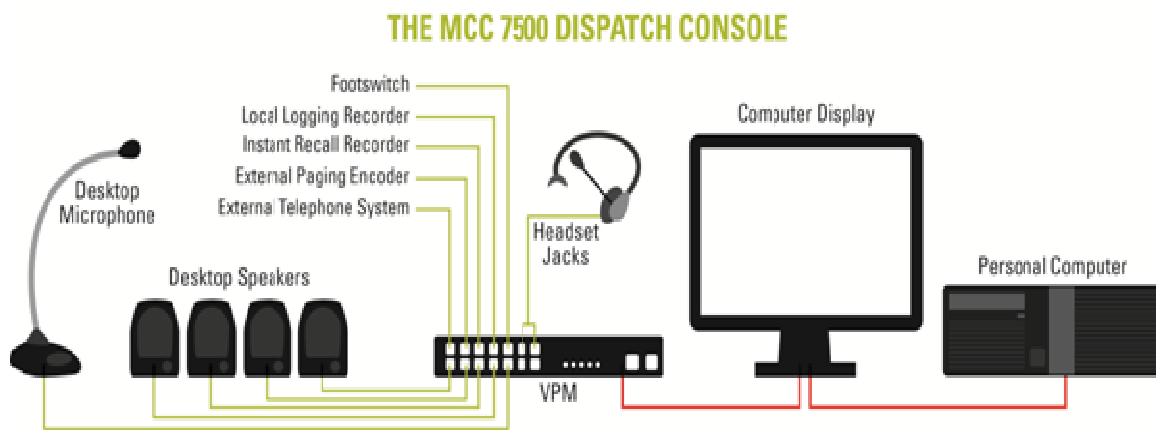 THE MCC 7500 DISPATCH CONSOLE
Footswitch
Local Logging Recorder
Instant Recall Recorder
External Paging Encoder
External Telephone System
Desktop
Microphone
Desktop Speakers
Headset
Jacks
Computer Display
Personal Computer
VPM